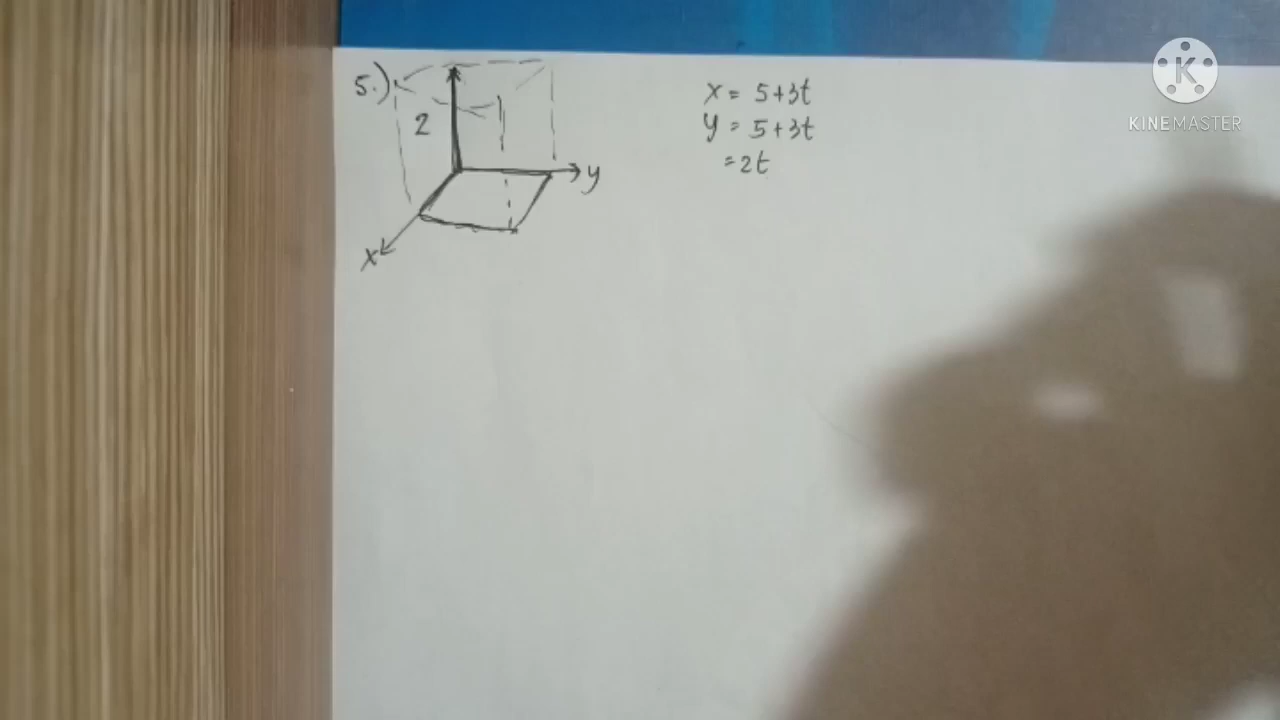 5.)
2
y
x
x = 5+3t
y = 5+3t
= 2t
K
KINEMASTER